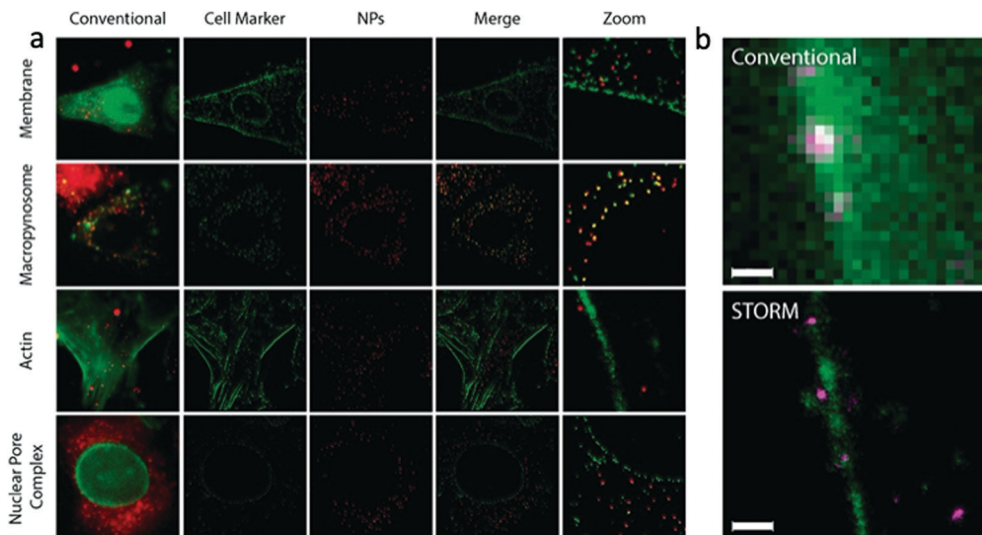 Conventional Cell Marker NPs Merge Zoom
a
b
Membrane
Macropynosome
Actin
Nuclear Pore
Complex
Conventional
STORM